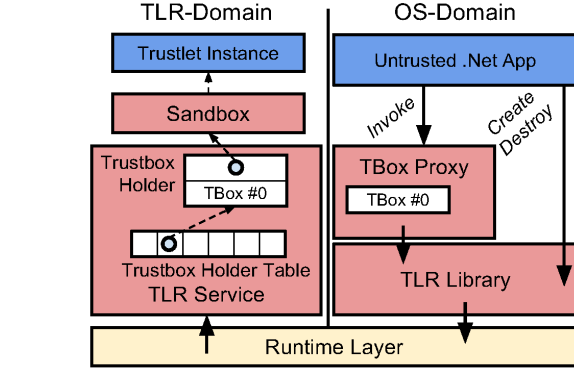 TLR-Domain
Trustlet Instance
Sandbox
Trustbox
Holder
TBox #0
Trustbox Holder Table
TLR Service
OS-Domain
Untrusted .Net App
Invoke
Create
Destroy
TBox Proxy
TBox #0
TLR Library
Runtime Layer